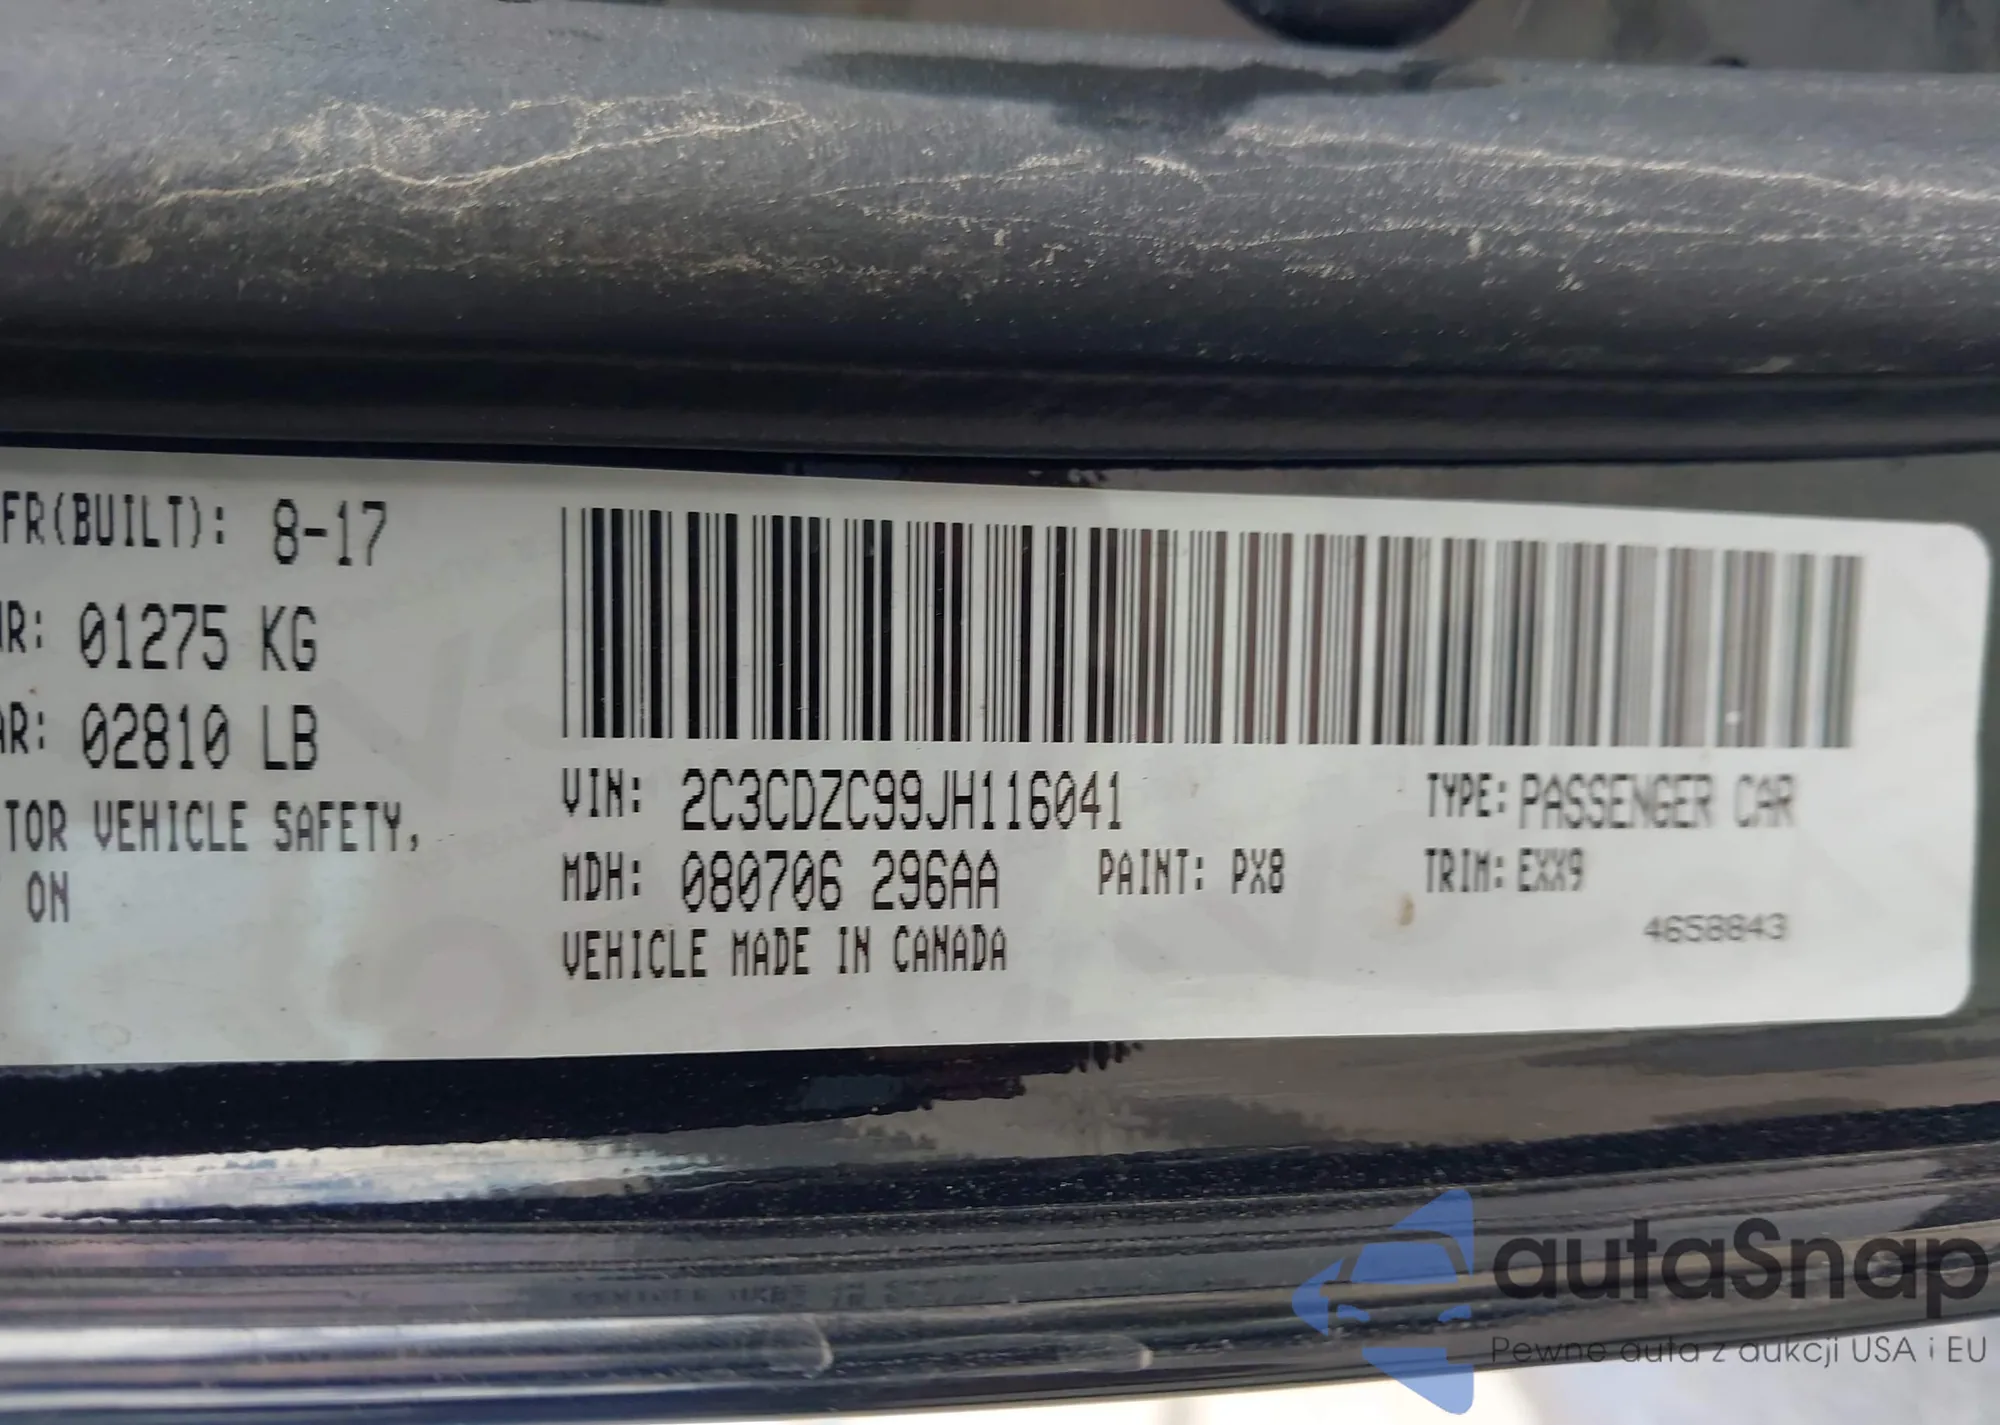 FR(BUILT): 8-17
R: 01275 KG
R: 02810 LB
TOR VEHICLE SAFETY,
ON
VIN: 2C3CDZC99JH116041
TYPE: PASSENGER CAR
MDH: 080706 296AA
PAINT: PX8
TRIM: EXX9
VEHICLE MADE IN CANADA
4658843
autaSnap
Pewne auta z aukcji USA i EU